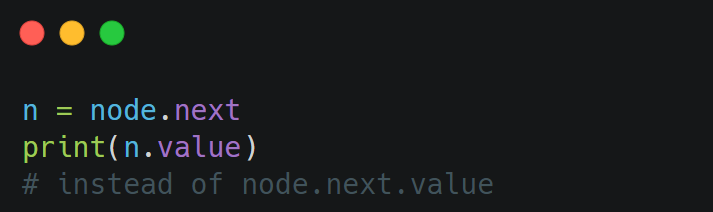 n = node.next
print(n.value)
# instead of node.next.value